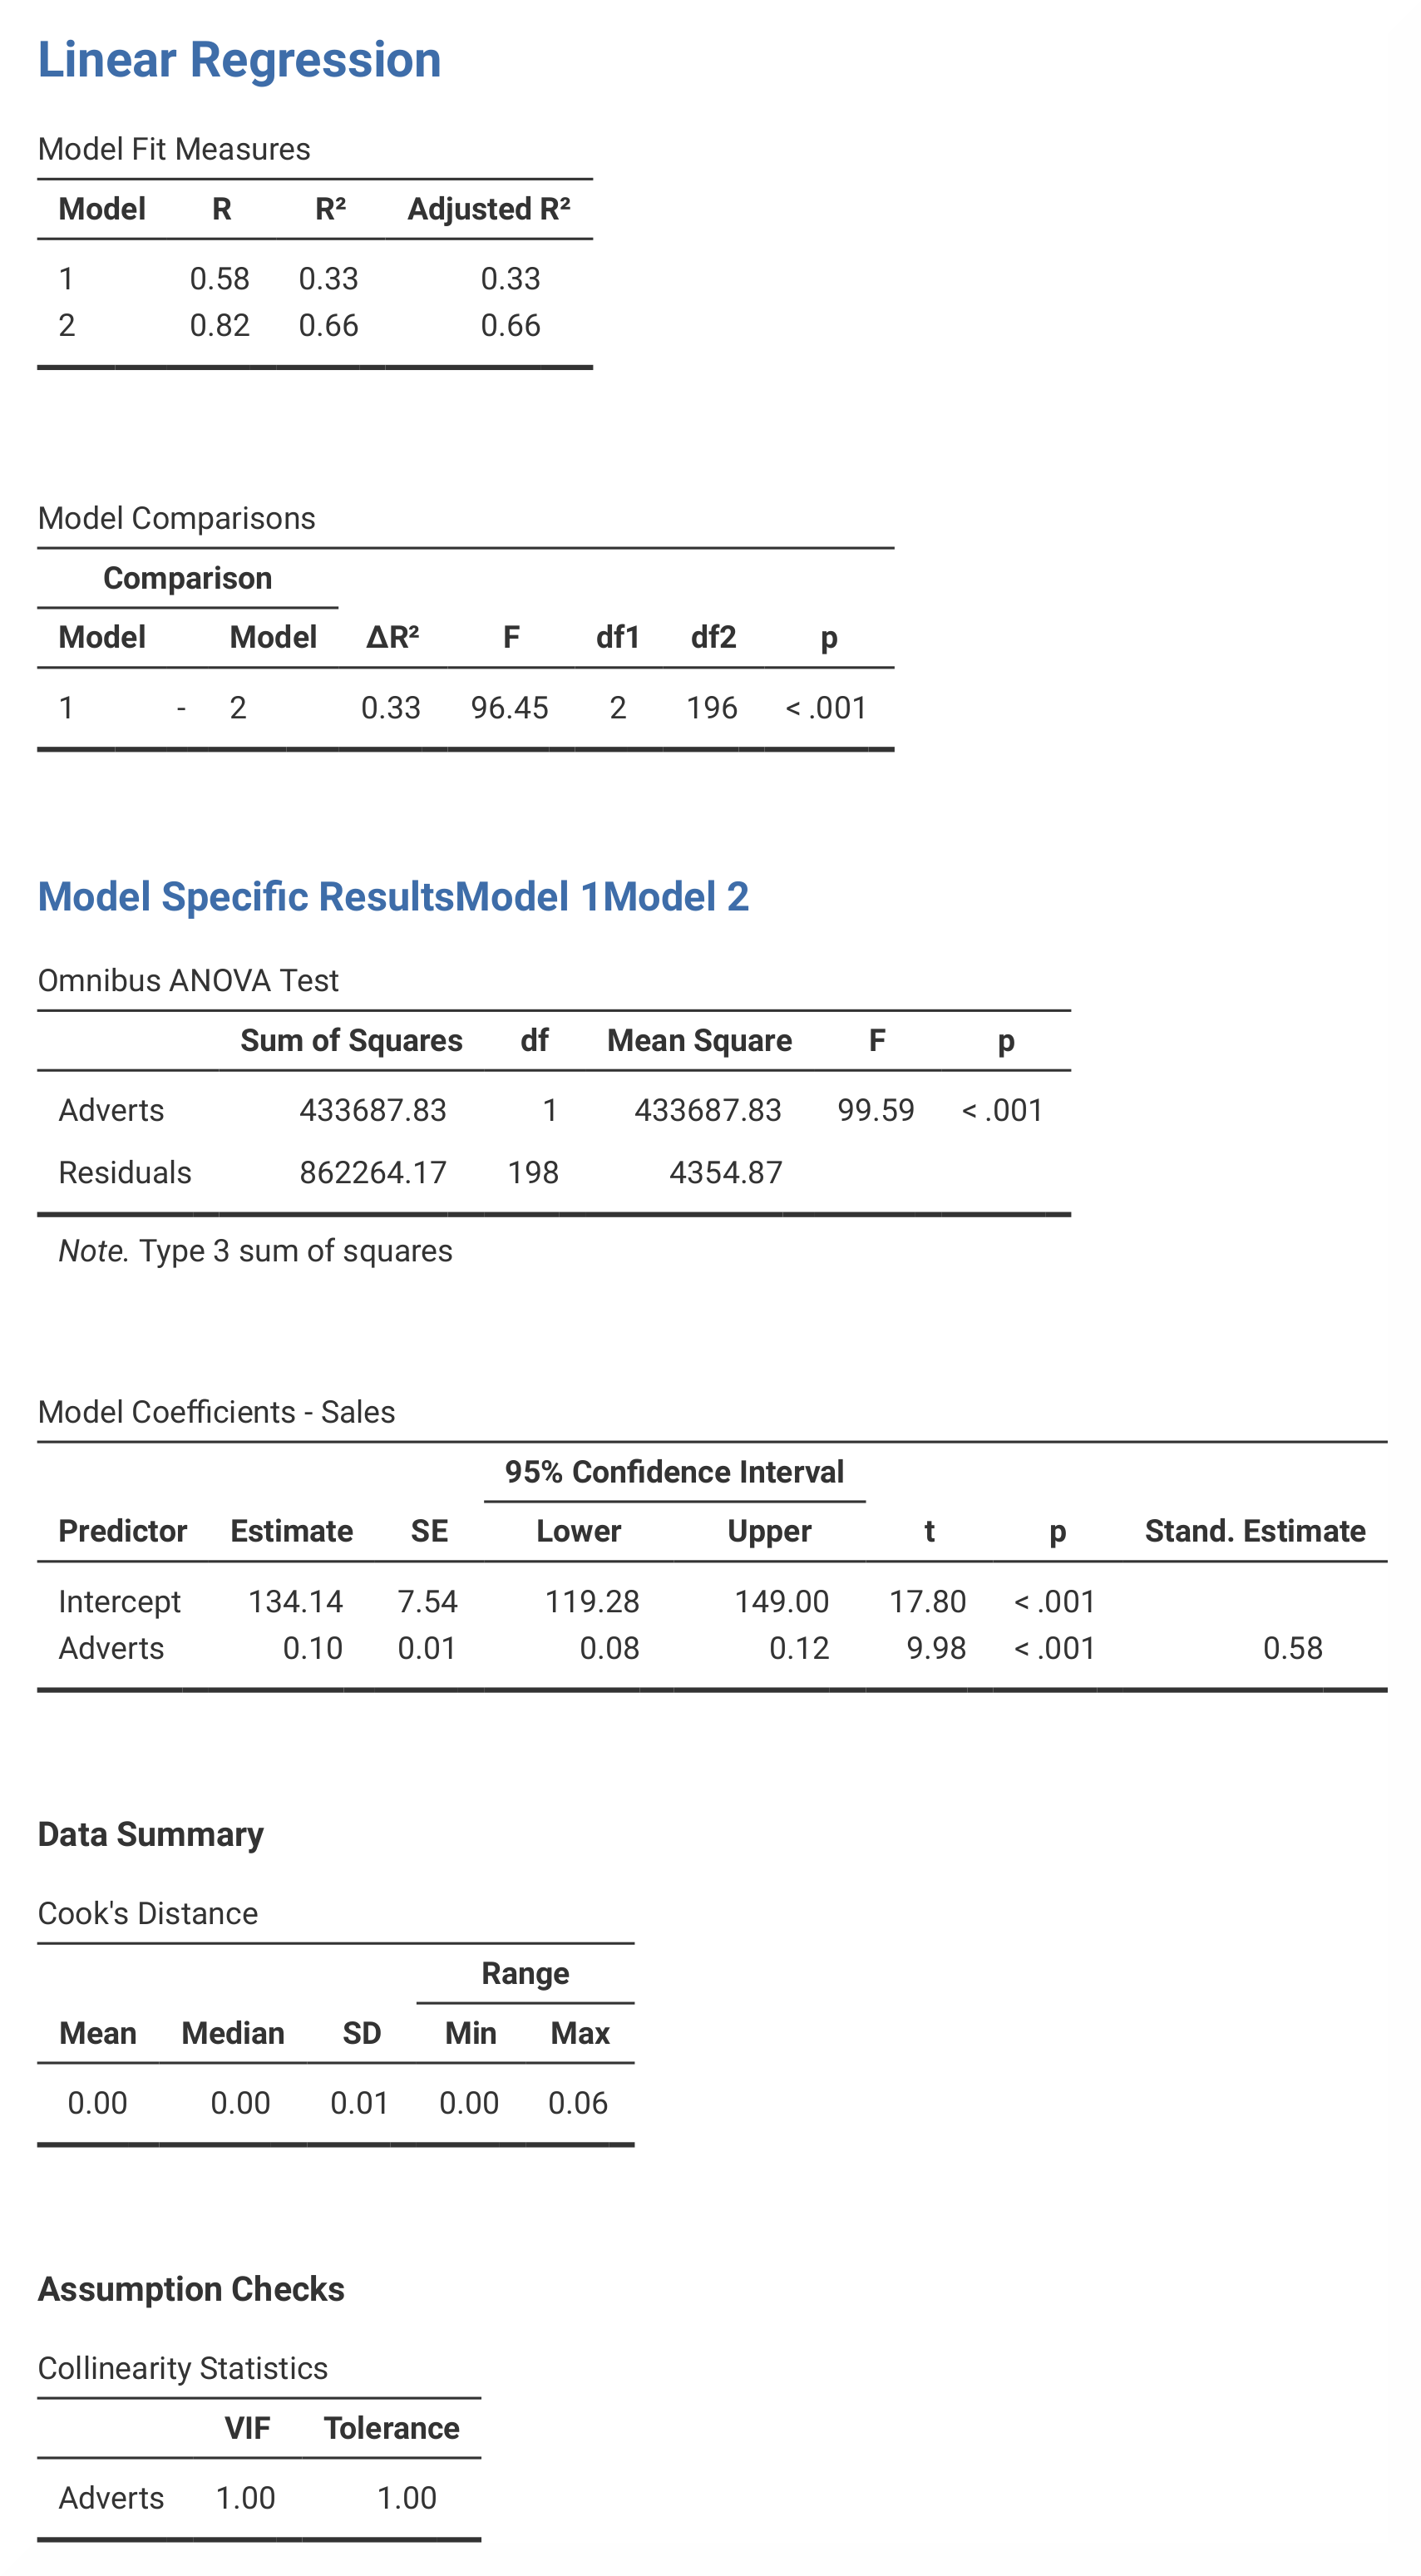 Linear Regression
Model Fit Measures
Model R R² Adjusted R²
1 0.58 0.33 0.33
2 0.82 0.66 0.66
Model Comparisons
Comparison
Model Model ΔR² F df1 df2 p
1 - 2 0.33 96.45 2 196 < .001
Model Specific ResultsModel 1Model 2
Omnibus ANOVA Test
Sum of Squares df Mean Square F p
Adverts 433687.83 1 433687.83 99.59 < .001
Residuals 862264.17 198 4354.87
Note. Type 3 sum of squares
Model Coefficients - Sales
95% Confidence Interval
Predictor Estimate SE Lower Upper t p Stand. Estimate
Intercept 134.14 7.54 119.28 149.00 17.80 < .001
Adverts 0.10 0.01 0.08 0.12 9.98 < .001 0.58
Data Summary
Cook's Distance
Range
Mean Median SD Min Max
0.00 0.00 0.01 0.00 0.06
Assumption Checks
Collinearity Statistics
VIF Tolerance
Adverts 1.00 1.00